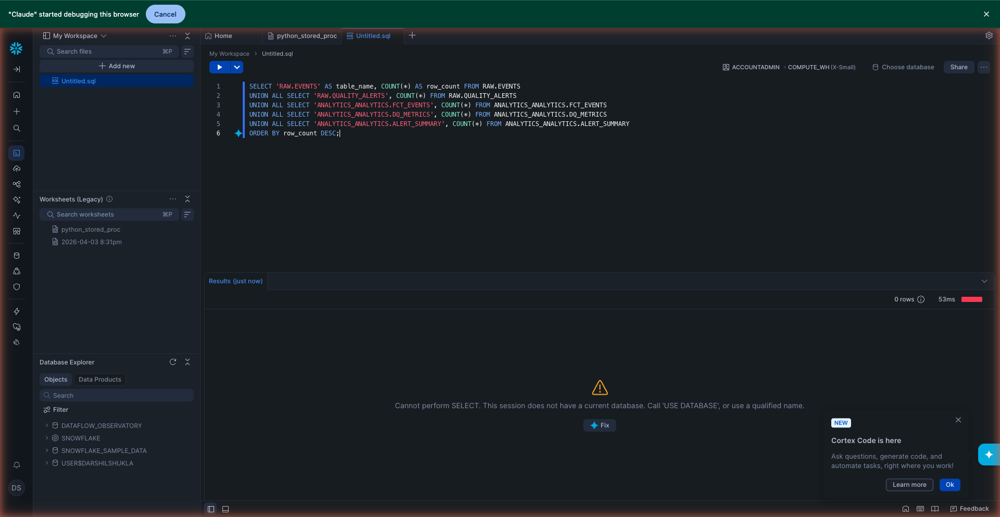 "Claude" started debugging this browser
Cancel
My Workspace
Search files
⌘P
Add new
Untitled.sql
Worksheets (Legacy)
Search worksheets
⌘P
python_stored_proc
2026-04-03 8:31pm
Database Explorer
Objects
Data Products
Search
Filter
DATAFLOW_OBSERVATORY
SNOWFLAKE
SNOWFLAKE_SAMPLE_DATA
USER$DARSHILSHUKLA
DS
Home
python_stored_proc
SQL Untitled.sql
My Workspace > Untitled.sql
ACCOUNTADMIN
COMPUTE_WH (X-Small)
Choose database
Share
1 SELECT 'RAW.EVENTS' AS table_name, COUNT(*) AS row_count FROM RAW.EVENTS
2 UNION ALL SELECT 'RAW.QUALITY_ALERTS', COUNT(*) FROM RAW.QUALITY_ALERTS
3 UNION ALL SELECT 'ANALYTICS_ANALYTICS.FCT_EVENTS', COUNT(*) FROM ANALYTICS_ANALYTICS.FCT_EVENTS
4 UNION ALL SELECT 'ANALYTICS_ANALYTICS.DQ_METRICS', COUNT(*) FROM ANALYTICS_ANALYTICS.DQ_METRICS
5 UNION ALL SELECT 'ANALYTICS_ANALYTICS.ALERT_SUMMARY', COUNT(*) FROM ANALYTICS_ANALYTICS.ALERT_SUMMARY
6 ORDER BY row_count DESC;
Results (just now)
0 rows
53ms
Cannot perform SELECT. This session does not have a current database. Call 'USE DATABASE', or use a qualified name.
Fix
NEW
Cortex Code is here
Ask questions, generate code, and
automate tasks, right where you work!
Learn more
Ok
Feedback